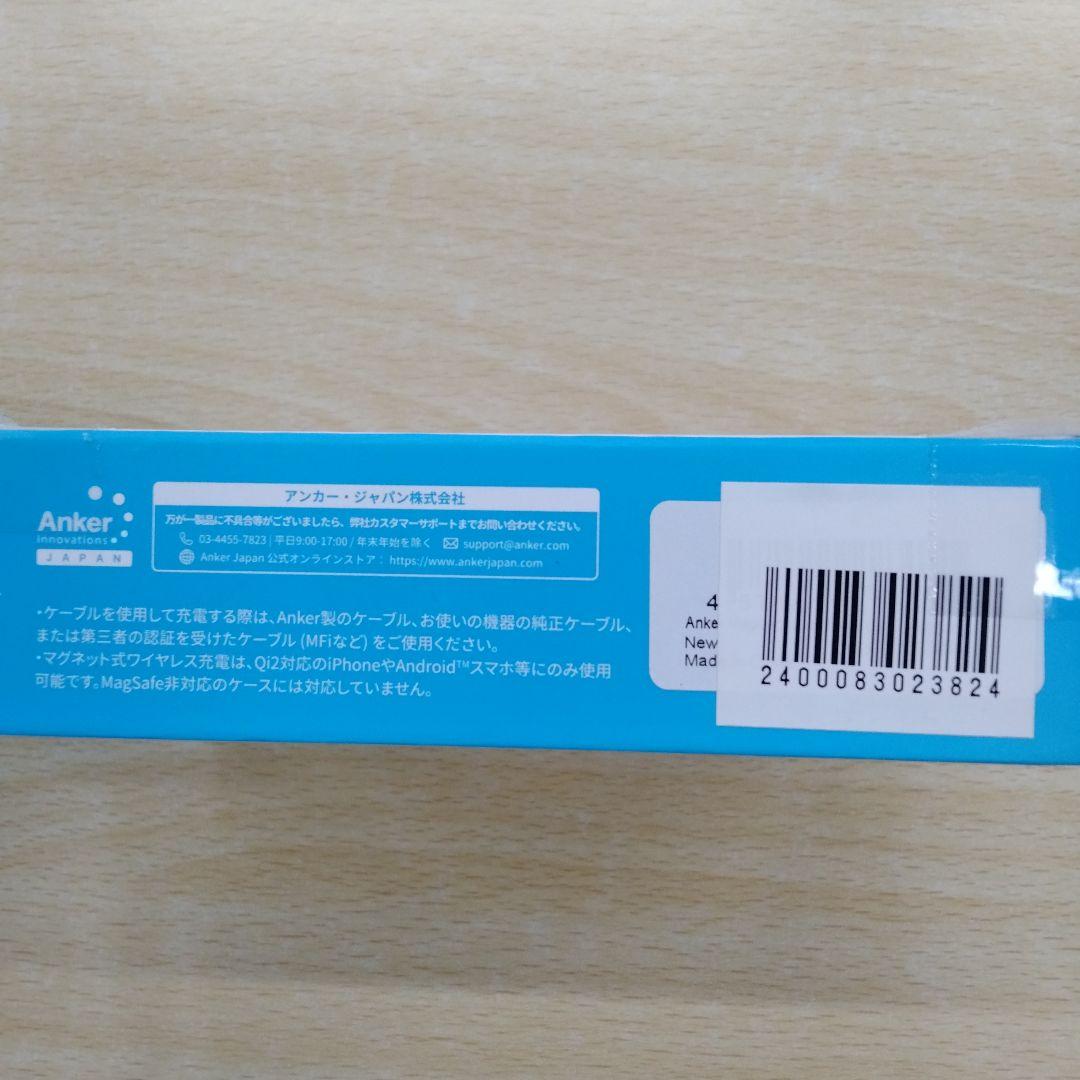 Anker
Innovations
JAPAN
アンカー・ジャパン株式会社
万が一製品に不具合等がございましたら、弊社カスタマーサポートまでお問い合わせください。
03-4455-7823 | 平日9:00-17:00 / 年末年始を除く support@anker.com
Anker Japan 公式オンラインストア: https://www.ankerjapan.com
・ケーブルを使用して充電する際は、Anker製のケーブル、お使いの機器の純正ケーブル、
または第三者の認証を受けたケーブル (MFiなど) をご使用ください。
・マグネット式ワイヤレス充電は、Qi2対応のiPhoneやAndroid™スマホ等にのみ使用
可能です。MagSafe非対応のケースには対応していません。
4
Anke
New
Mad
2400083023824